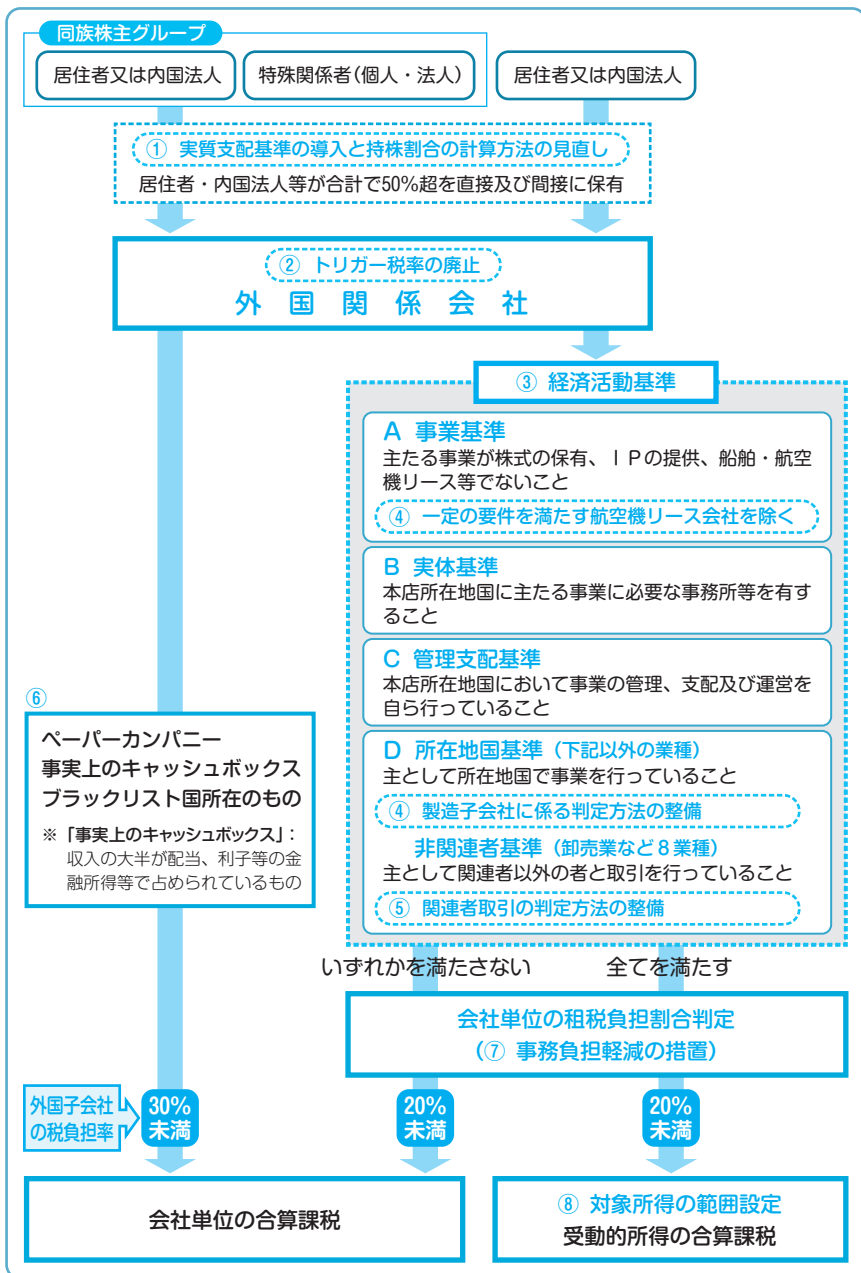 同族株主グループ
居住者又は内国法人
特殊関係者(個人・法人)
居住者又は内国法人
① 実質支配基準の導入と持株割合の計算方法の見直し
居住者・内国法人等が合計で50%超を直接及び間接に保有
② トリガー税率の廃止
外国関係会社
③ 経済活動基準
A 事業基準
主たる事業が株式の保有、IPの提供、船舶・航空
機リース等でないこと
④ 一定の要件を満たす航空機リース会社を除く
B 実体基準
本店所在地国に主たる事業に必要な事務所等を有す
ること
C 管理支配基準
本店所在地国において事業の管理、支配及び運営を
自ら行っていること
D 所在地国基準(下記以外の業種)
主として所在地国で事業を行っていること
④ 製造子会社に係る判定方法の整備
非関連者基準(卸売業など8業種)
主として関連者以外の者と取引を行っていること
⑤ 関連者取引の判定方法の整備
⑥
ペーパーカンパニー
事実上のキャッシュボックス
ブラックリスト国所在のもの
※「事実上のキャッシュボックス」:
収入の大半が配当、利子等の金
融所得等で占められているもの
いずれかを満たさない
全てを満たす
会社単位の租税負担割合判定
(⑦ 事務負担軽減の措置)
外国子会社
の税負担率
30%
未満
20%
未満
20%
未満
会社単位の合算課税
⑧ 対象所得の範囲設定
受動的所得の合算課税